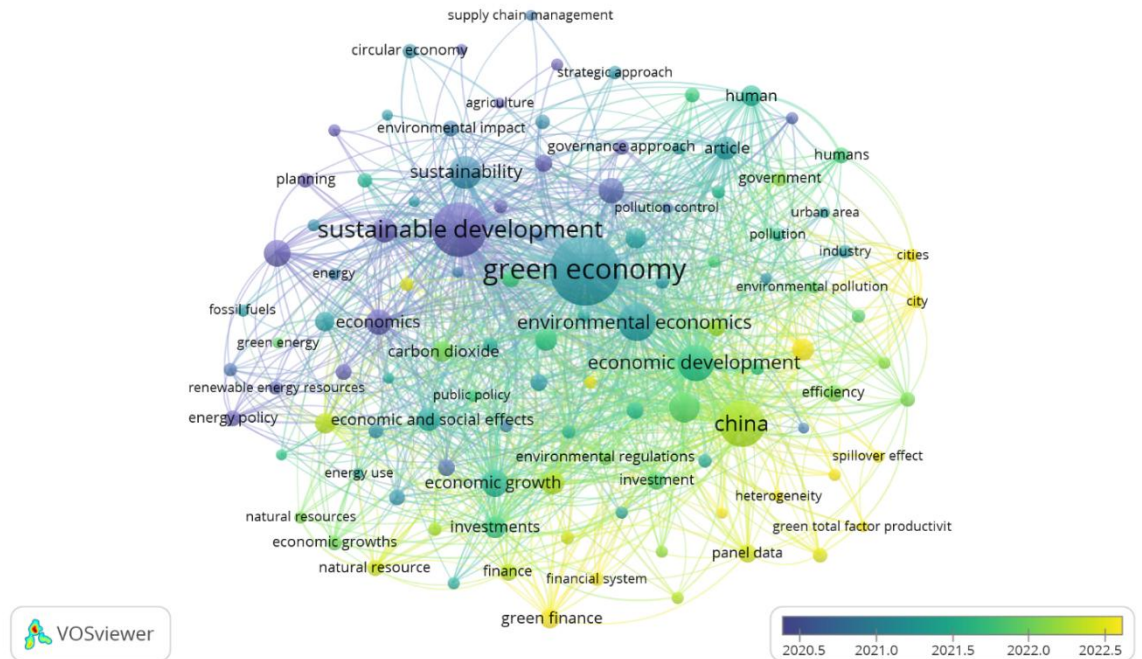 supply chain management
circular economy
strategic approach
agriculture
human
environmental impact
governance approach
article
humans
sustainability
planning
government
pollution control
urban area
sustainable development
pollution
industry
cities
green economy
energy
environmental pollution
city
fossil fuels
economics
environmental economics
green energy
carbon dioxide
economic development
renewable energy resources
public policy
efficiency
energy policy
economic and social effects
china
environmental regulations
spillover effect
energy use
economic growth
investment
heterogeneity
natural resources
investments
green total factor productivit
economic growths
panel data
natural resource
finance
financial system
green finance
VOSviewer
2020.5 2021.0 2021.5 2022.0 2022.5